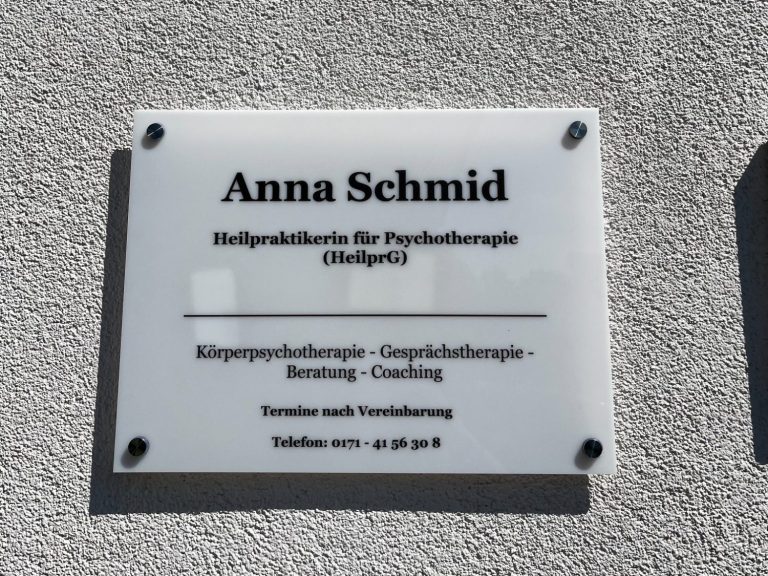 Anna Schmid
Heilpraktikerin für Psychotherapie
(HeilprG)
Körperpsychotherapie - Gesprächstherapie -
Beratung - Coaching
Termine nach Vereinbarung
Telefon: 0171 - 41 56 30 8